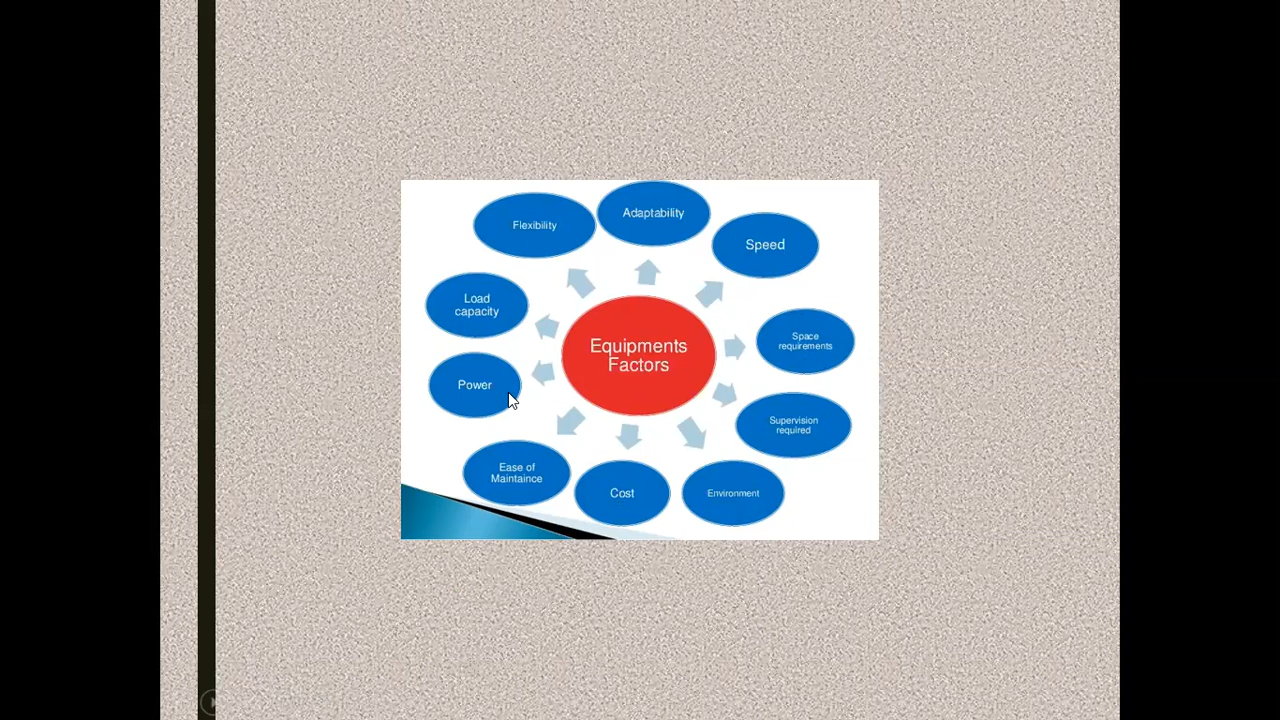 Adaptability
Flexibility
Speed
Load
capacity
Space
requirements
Equipments
Factors
Power
Supervision
required
Ease of
Maintaince
Cost
Environment